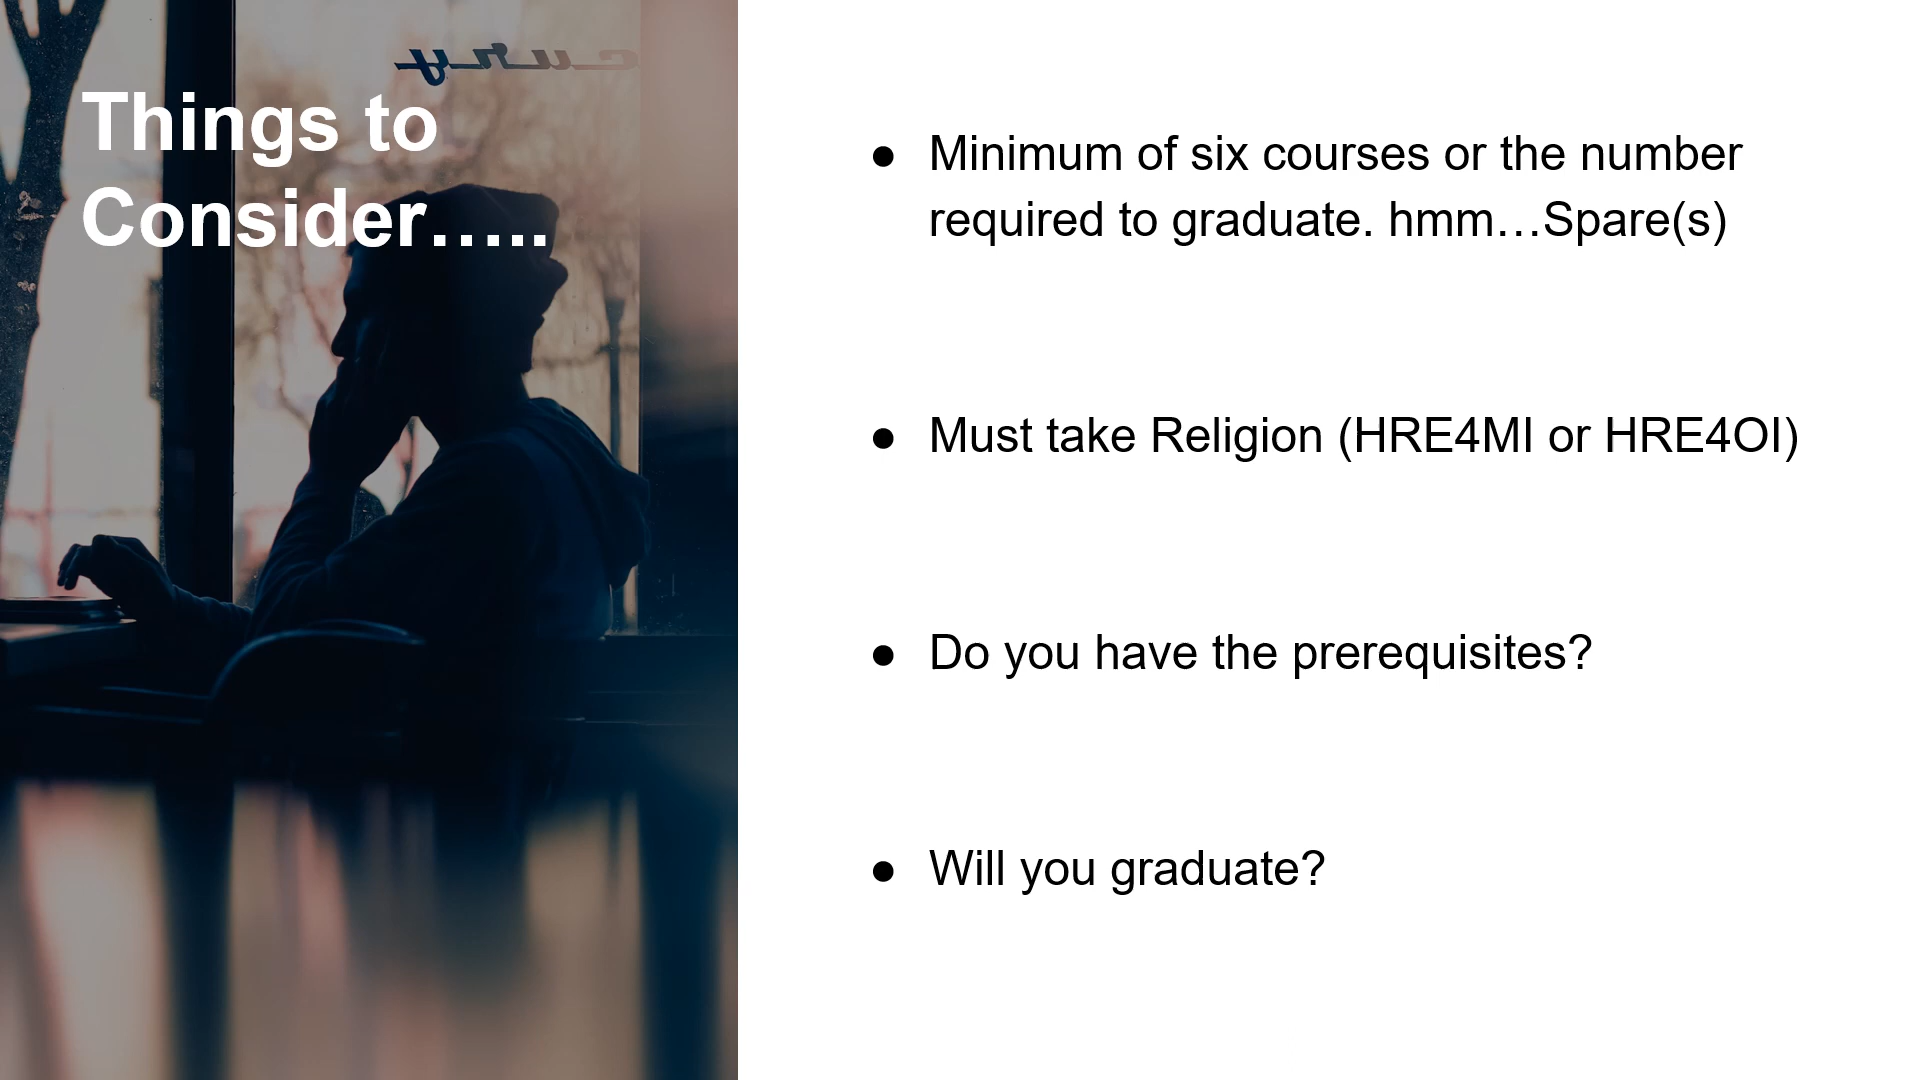 Things to
Consider…..
● Minimum of six courses or the number
required to graduate. hmm…Spare(s)
● Must take Religion (HRE4MI or HRE4OI)
● Do you have the prerequisites?
● Will you graduate?